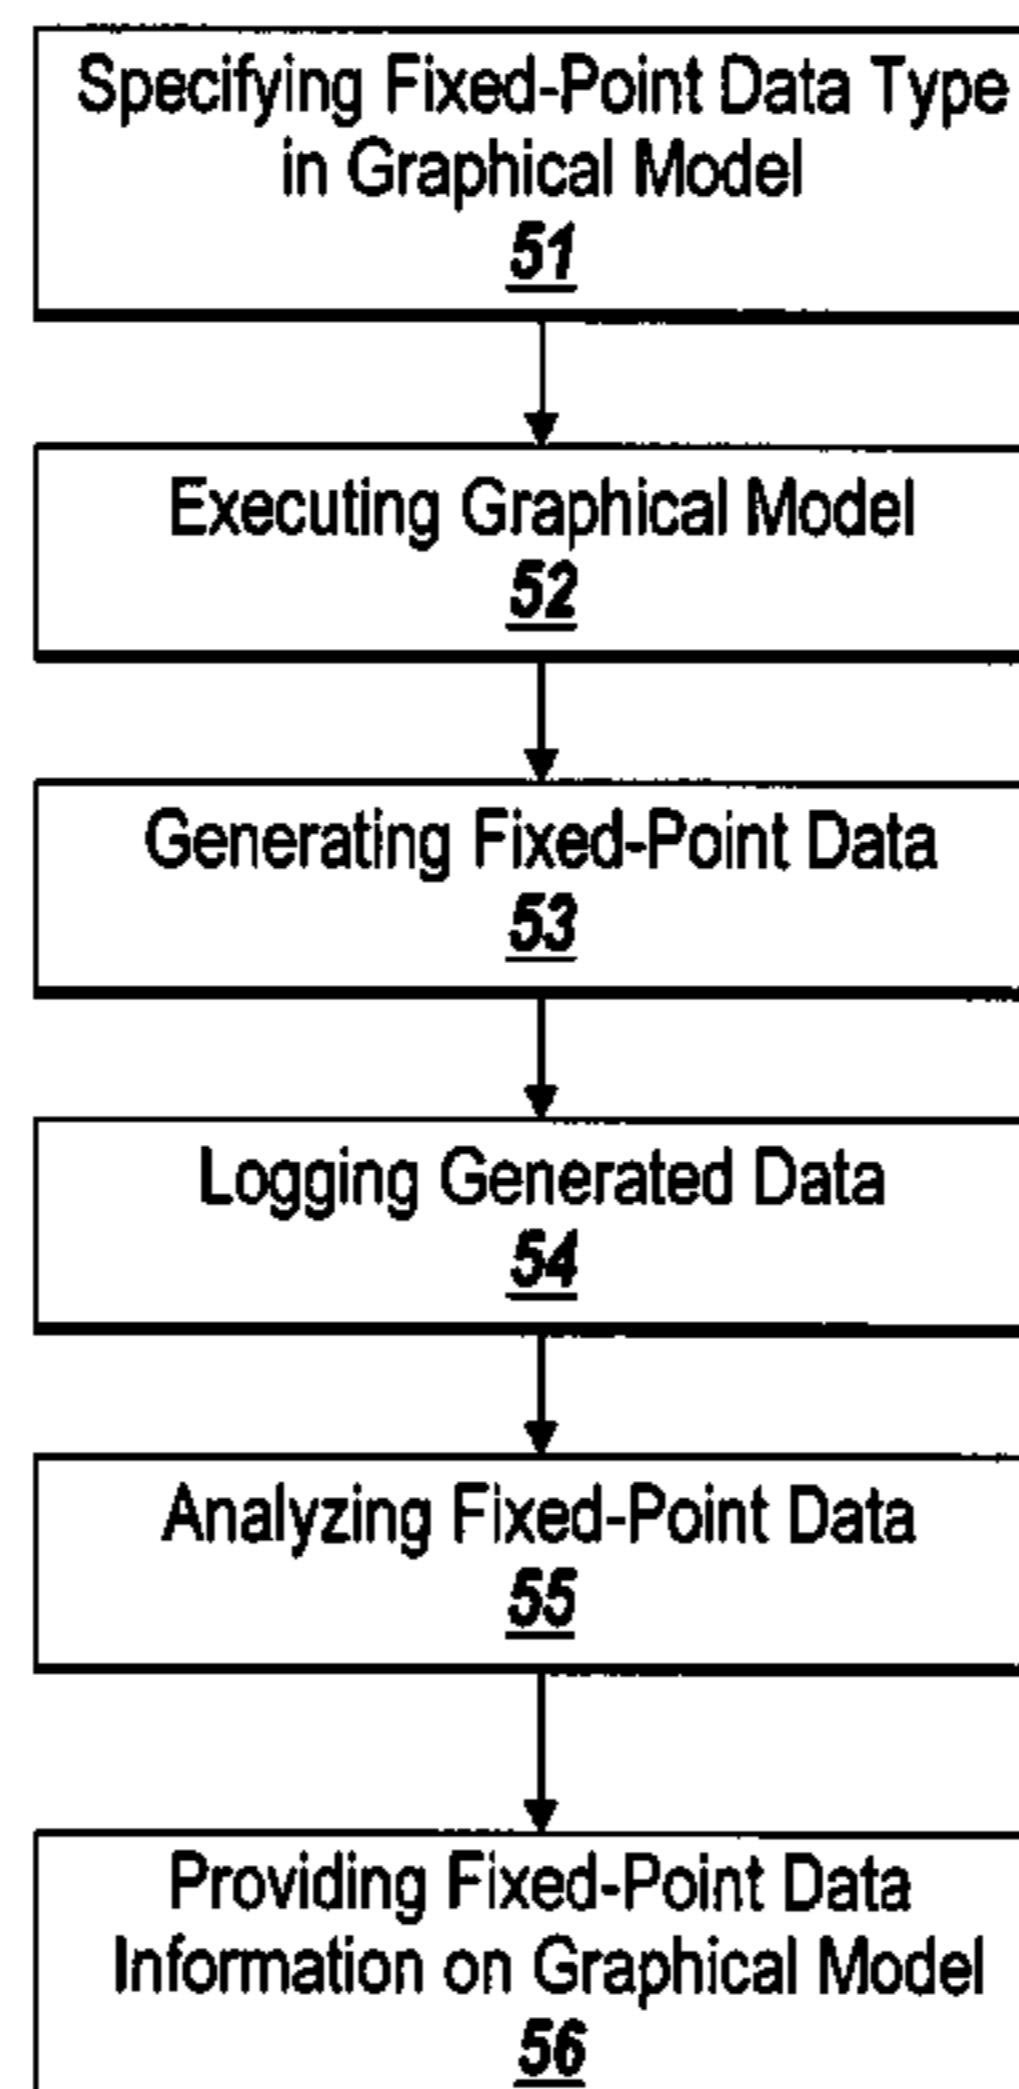 Specifying Fixed-Point Data Type
in Graphical Model
51
Executing Graphical Model
52
Generating Fixed-Point Data
53
Logging Generated Data
54
Analyzing Fixed-Point Data
55
Providing Fixed-Point Data
Information on Graphical Model
56